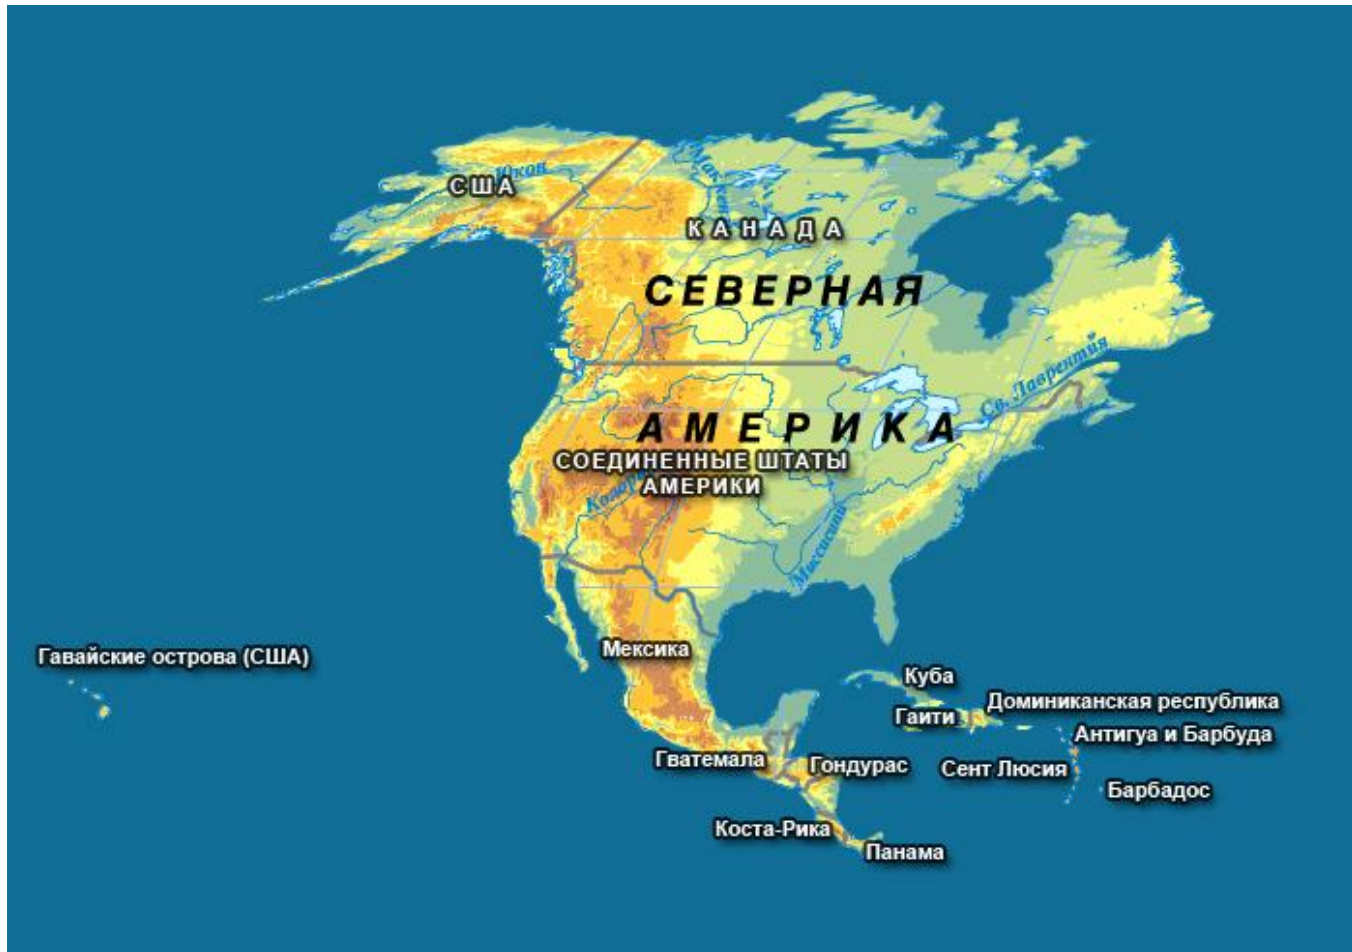 Юкон
США
КАНАДА
СЕВЕРНАЯ
Св. Лаврентия
АМЕРИКА
СОЕДИНЕННЫЕ ШТАТЫ
АМЕРИКИ
Миссисипи
Мексика
Гавайские острова (США)
Куба
Доминиканская республика
Гаити
Антигуа и Барбуда
Гватемала
Гондурас
Сент Люсия
Барбадос
Коста-Рика
Панама